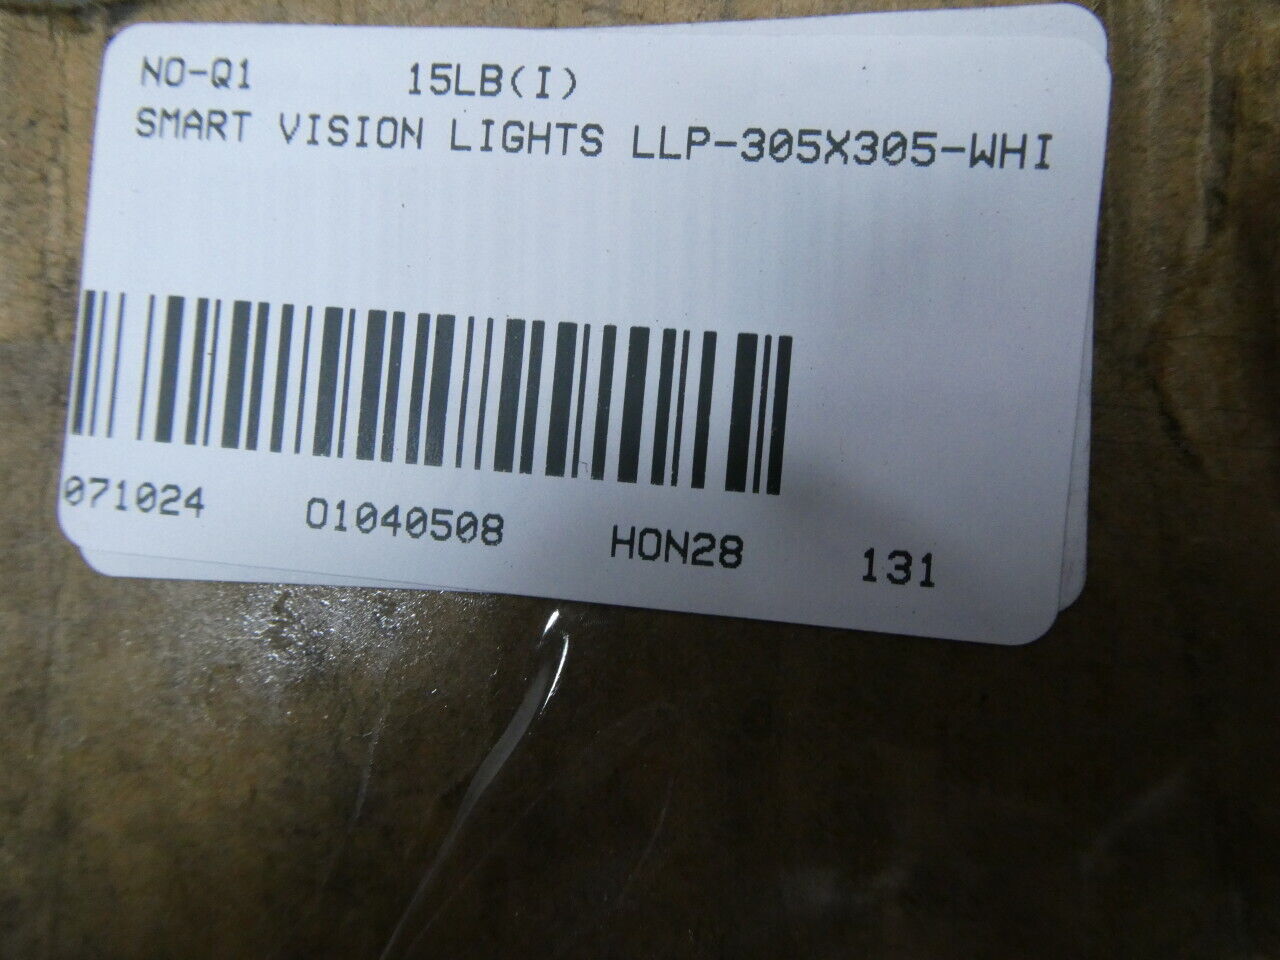 NO-Q1 15LB(I)
SMART VISION LIGHTS LLP-305X305-WHI
071024 01040508 HON28 131